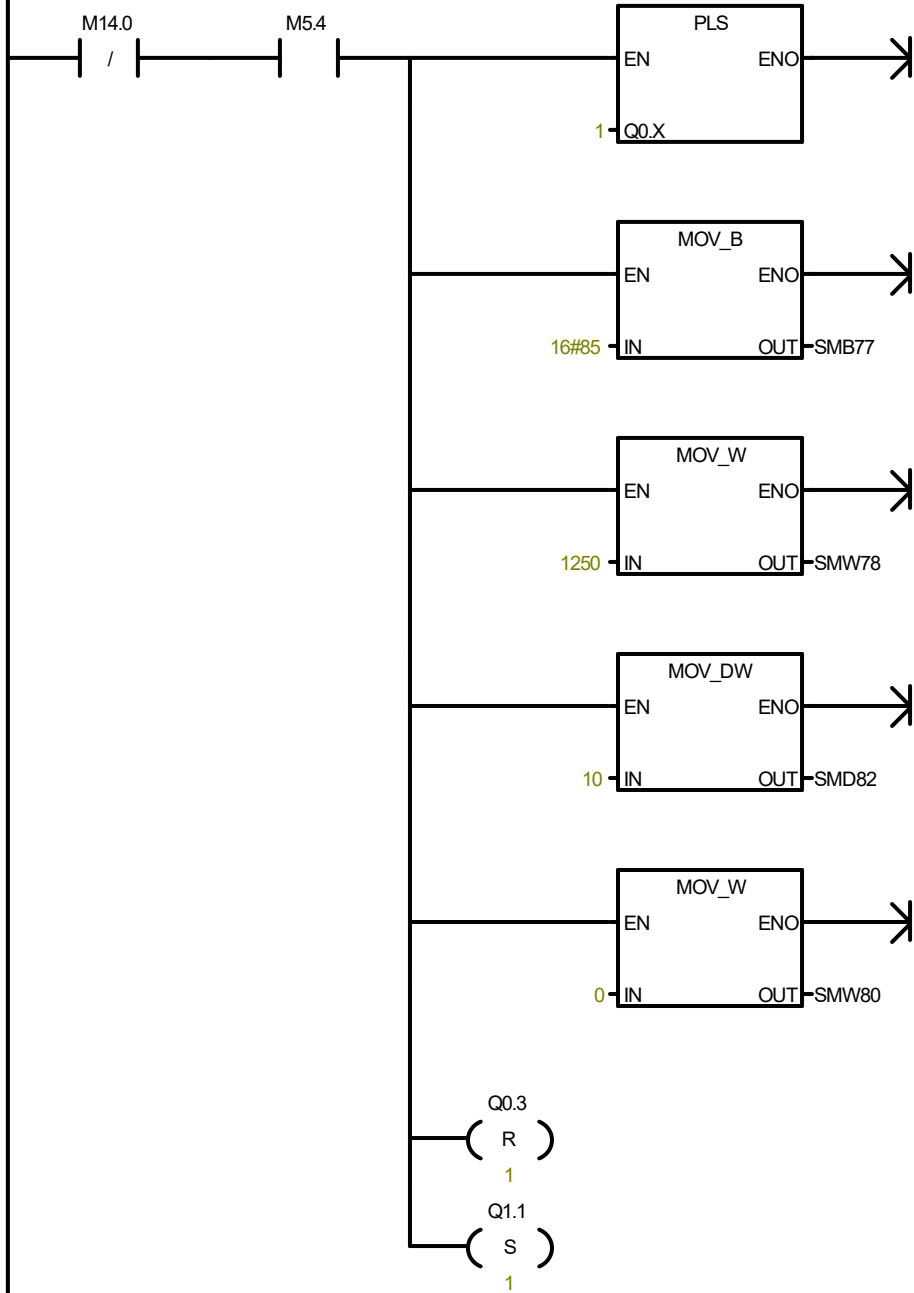 M14.0 M5.4 PLS
/ EN ENO
1 Q0.X
MOV_B
EN ENO
16#85 IN OUT SMB77
MOV_W
EN ENO
1250 IN OUT SMW78
MOV_DW
EN ENO
10 IN OUT SMD82
MOV_W
EN ENO
0 IN OUT SMW80
Q0.3
R
1
Q1.1
S
1